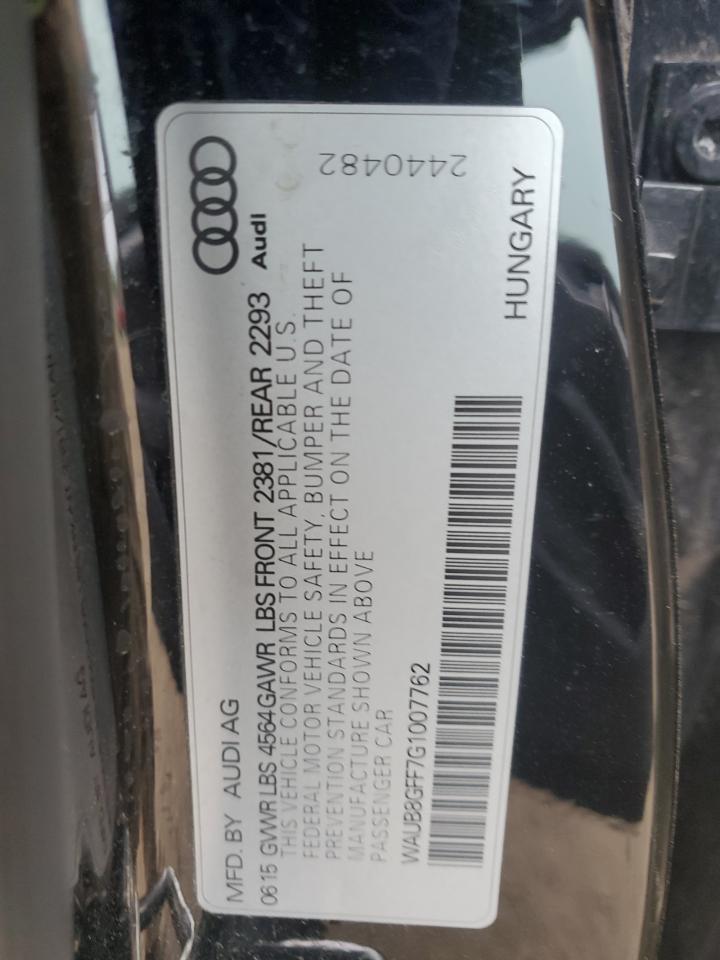 MFD. BY AUDI AG
Audi
0615 GVWR LBS 4564 GAWR LBS FRONT 2381/REAR 2293
THIS VEHICLE CONFORMS TO ALL APPLICABLE U.S.
FEDERAL MOTOR VEHICLE SAFETY, BUMPER AND THEFT
PREVENTION STANDARDS IN EFFECT ON THE DATE OF
MANUFACTURE SHOWN ABOVE
PASSENGER CAR
WAUB8GFF7G1007762
HUNGARY
2440482